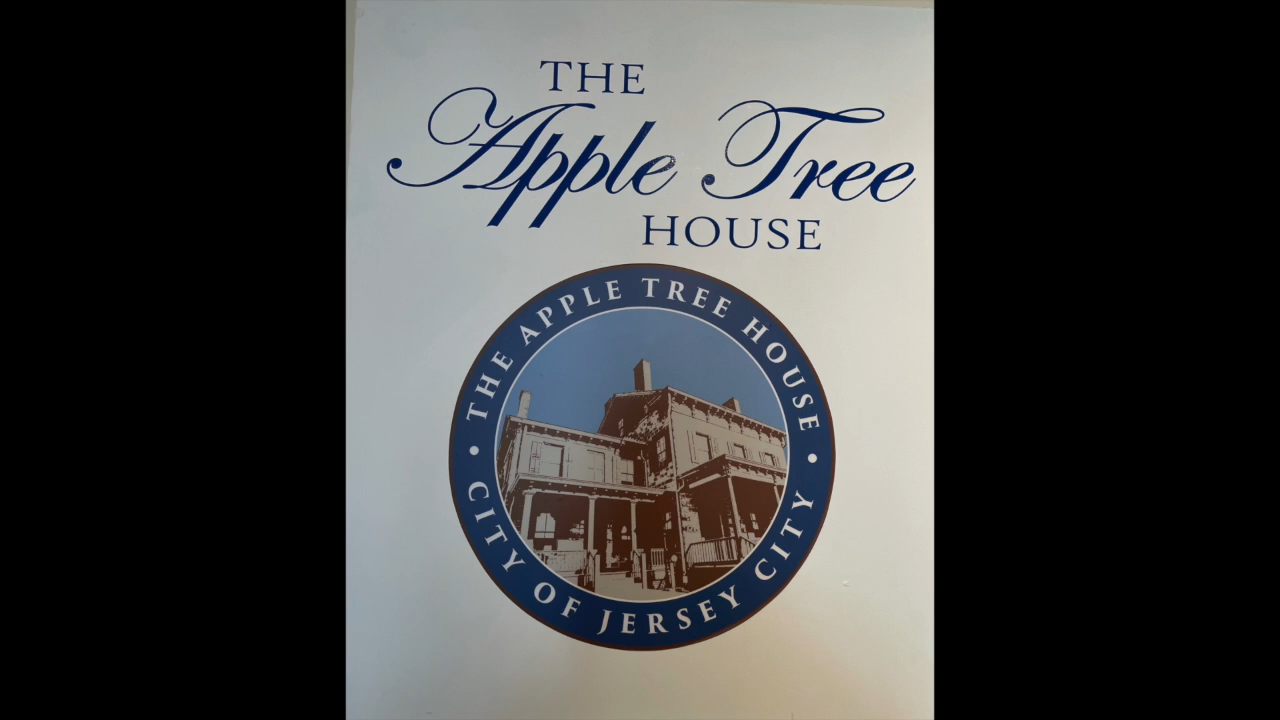 THE
Apple Tree
HOUSE
• THE APPLE TREE HOUSE •
CITY OF JERSEY CITY